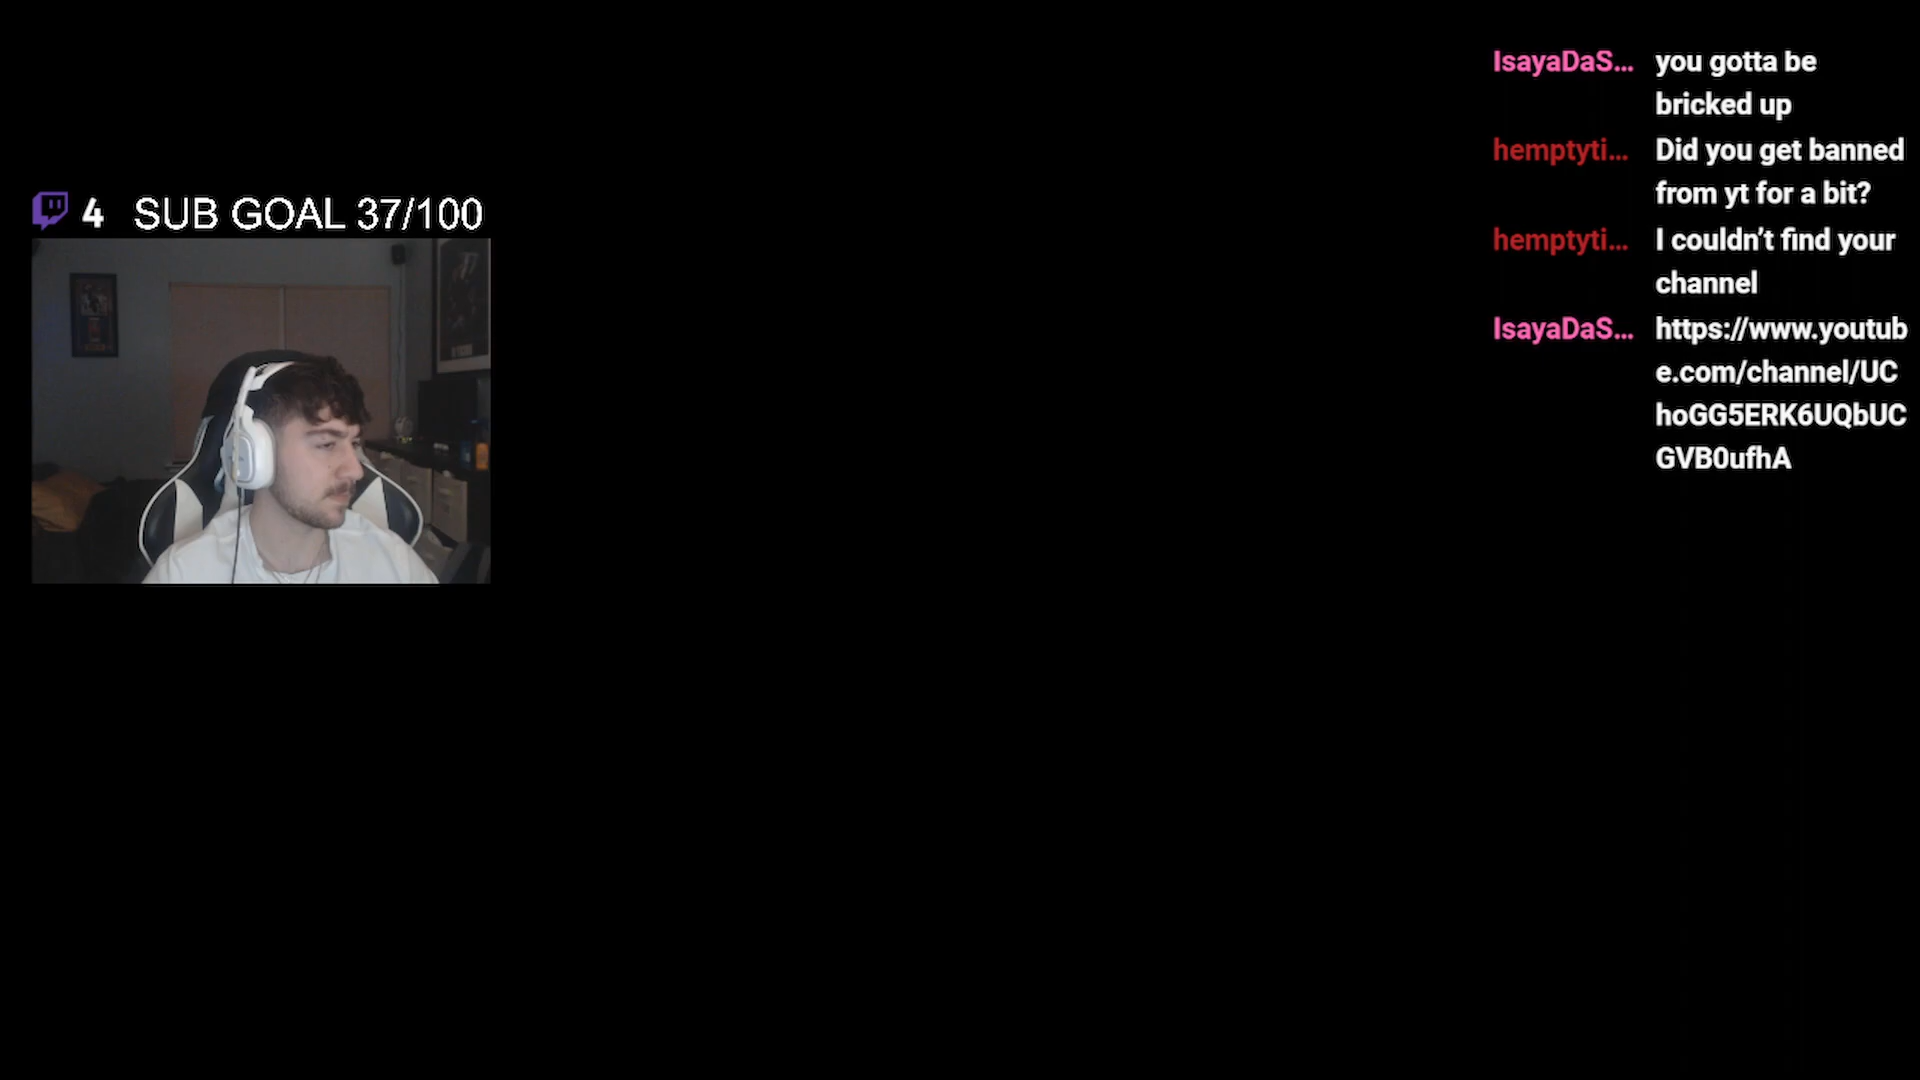 4 SUB GOAL 37/100
IsayaDaS... you gotta be
bricked up
hemptyti... Did you get banned
from yt for a bit?
hemptyti... I couldn’t find your
channel
IsayaDaS... https://www.youtub
e.com/channel/UC
hoGG5ERK6UQbUC
GVB0ufhA